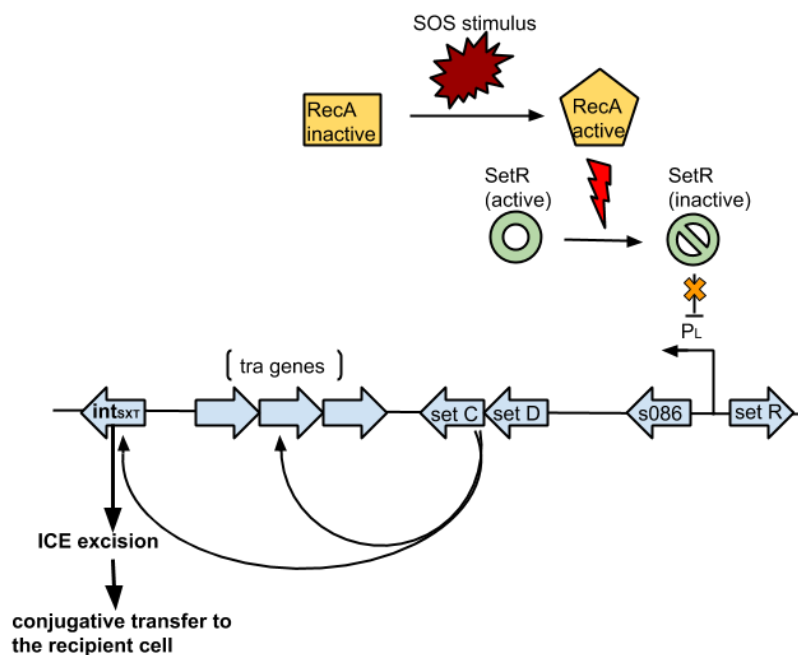 SOS stimulus
RecA
inactive
RecA
active
SetR
(active)
SetR
(inactive)
PL
( tra genes )
intSXT
set C
set D
s086
set R
ICE excision
conjugative transfer to
the recipient cell